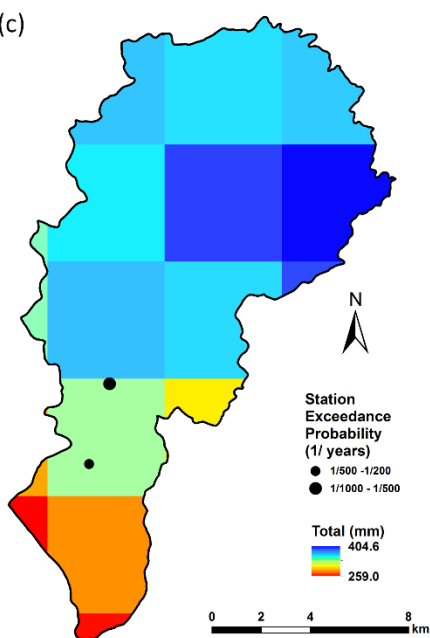 (c)
N
Station
Exceedance
Probability
(1/ years)
1/500 -1/200
1/1000 - 1/500
Total (mm)
404.6
259.0
0 2 4 8
km